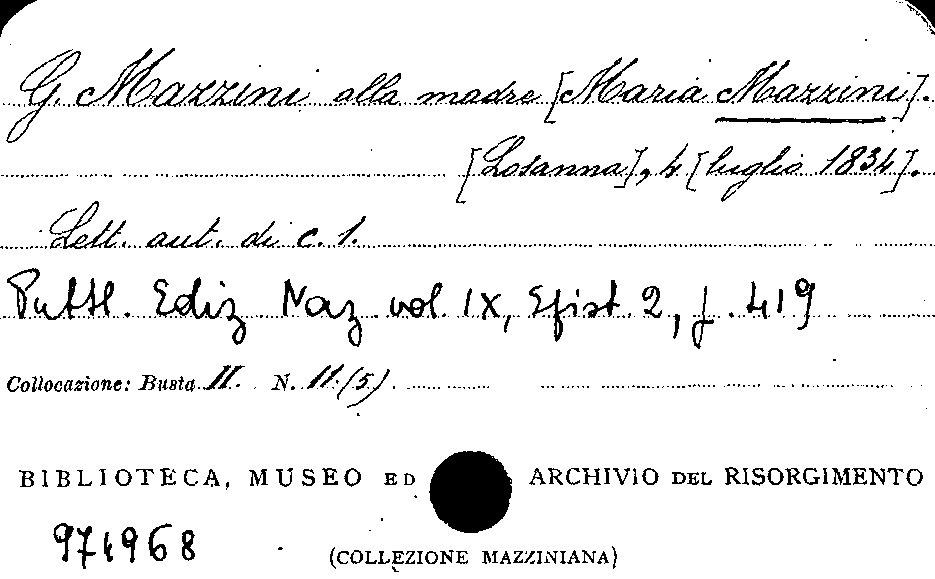 G. Mazzini alla madre [Maria Mazzini].
[Losanna], 4 [luglio 1834].
Lett. aut. di c. 1.
Pubbl. Ediz Naz vol IX, Epist. 2, p. 419
Collocazione: Busta II. N. 11 (5)
BIBLIOTECA, MUSEO ED ARCHIVIO DEL RISORGIMENTO
971968
(COLLEZIONE MAZZINIANA)